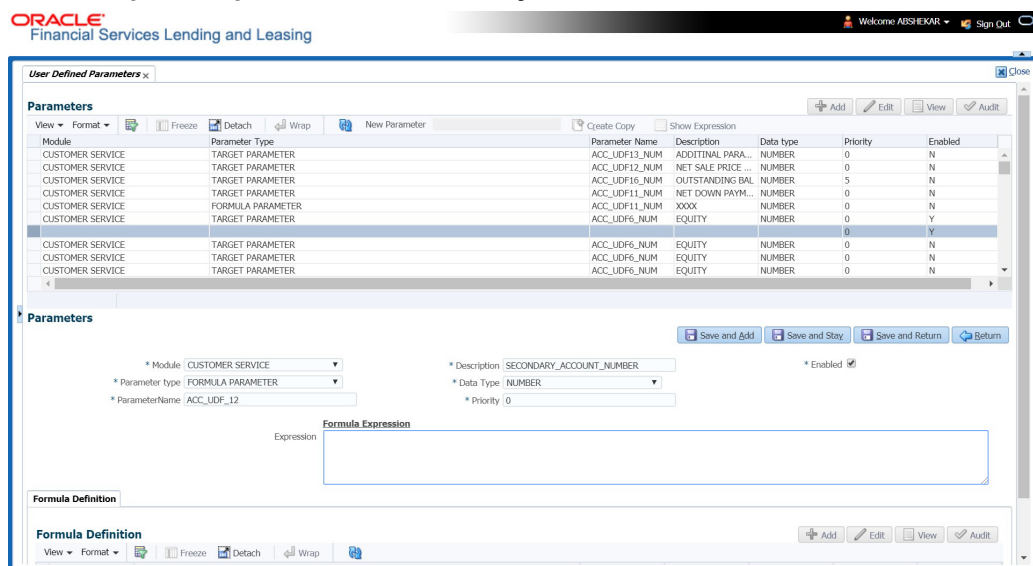 ORACLE®
Financial Services Lending and Leasing
Welcome ABSHEKAR
Sign Out
User Defined Parameters x
Close
Parameters
Add Edit View Audit
View Format Freeze Detach Wrap New Parameter Create Copy Show Expression
Module Parameter Type Parameter Name Description Data type Priority Enabled
CUSTOMER SERVICE TARGET PARAMETER ACC_UDF13_NUM ADDITINAL PARA... NUMBER 0 N
CUSTOMER SERVICE TARGET PARAMETER ACC_UDF12_NUM NET SALE PRICE ... NUMBER 0 N
CUSTOMER SERVICE TARGET PARAMETER ACC_UDF16_NUM OUTSTANDING BAL NUMBER 5 N
CUSTOMER SERVICE TARGET PARAMETER ACC_UDF11_NUM NET DOWN PAYM... NUMBER 0 N
CUSTOMER SERVICE FORMULA PARAMETER ACC_UDF11_NUM XXXX NUMBER 0 N
CUSTOMER SERVICE TARGET PARAMETER ACC_UDF6_NUM EQUITY NUMBER 0 Y
0 Y
CUSTOMER SERVICE TARGET PARAMETER ACC_UDF6_NUM EQUITY NUMBER 0 N
CUSTOMER SERVICE TARGET PARAMETER ACC_UDF6_NUM EQUITY NUMBER 0 N
CUSTOMER SERVICE TARGET PARAMETER ACC_UDF6_NUM EQUITY NUMBER 0 N
Parameters
Save and Add Save and Stay Save and Return Return
* Module CUSTOMER SERVICE * Description SECONDARY_ACCOUNT_NUMBER * Enabled
* Parameter type FORMULA PARAMETER * Data Type NUMBER
* ParameterName ACC_UDF_12 * Priority 0
Formula Expression
Expression
Formula Definition
Formula Definition
Add Edit View Audit
View Format Freeze Detach Wrap